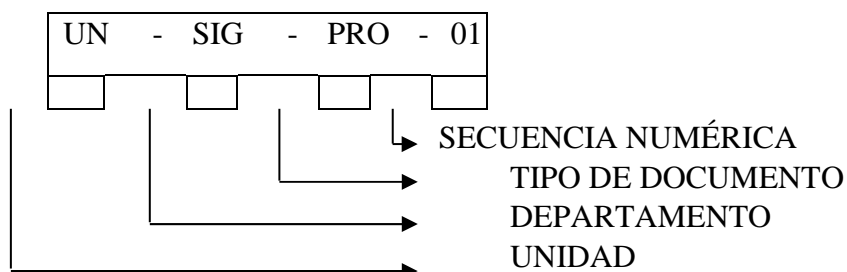 UN - SIG - PRO - 01
SECUENCIA NUMÉRICA
TIPO DE DOCUMENTO
DEPARTAMENTO
UNIDAD